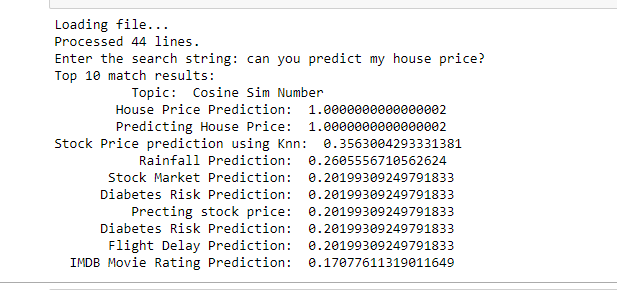 Loading file...
Processed 44 lines.
Enter the search string: can you predict my house price?
Top 10 match results:
Topic:  Cosine Sim Number
House Price Prediction:  1.0000000000000002
Predicting House Price:  1.0000000000000002
Stock Price prediction using Knn:  0.3563004293331381
Rainfall Prediction:  0.2605556710562624
Stock Market Prediction:  0.20199309249791833
Diabetes Risk Prediction:  0.20199309249791833
Precting stock price:  0.20199309249791833
Diabetes Risk Prediction:  0.20199309249791833
Flight Delay Prediction:  0.20199309249791833
IMDB Movie Rating Prediction:  0.17077611319011649